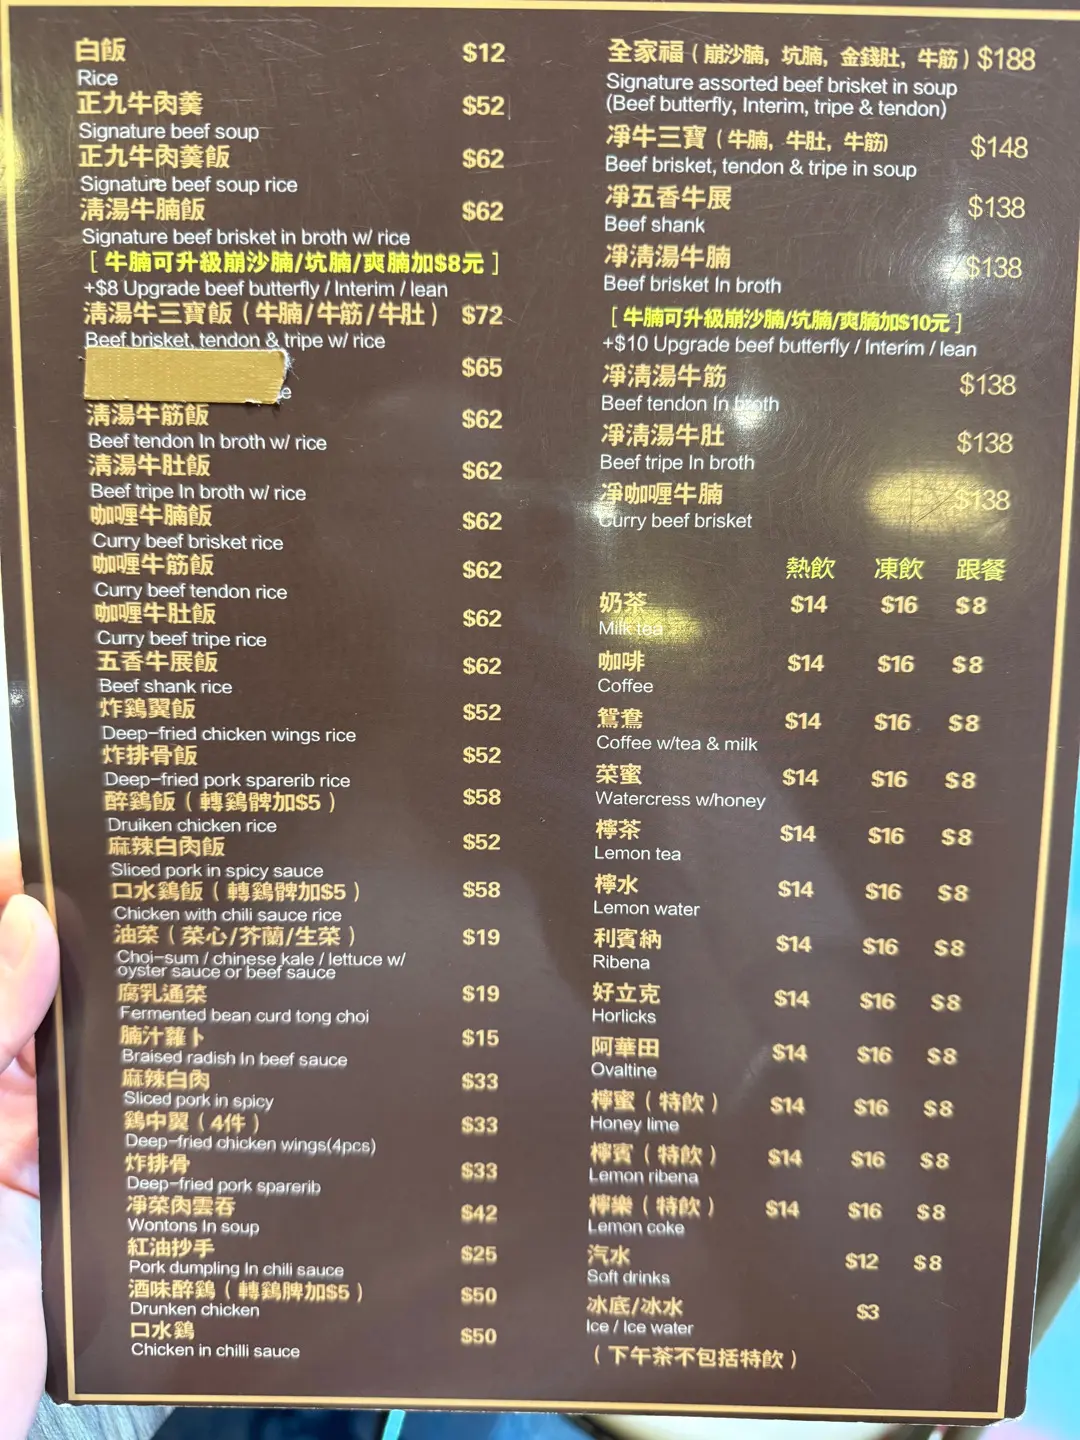 白飯 $12
Rice
正九牛肉羹 $52
Signature beef soup
正九牛肉羹飯 $62
Signature beef soup rice
清湯牛腩飯 $62
Signature beef brisket in broth w/ rice
[ 牛腩可升級崩沙腩/坑腩/爽腩加$8元 ]
+$8 Upgrade beef butterfly / Interim / lean
清湯牛三寶飯 ( 牛腩/牛筋/牛肚 ) $72
Beef brisket, tendon & tripe w/ rice
$65
e
清湯牛筋飯 $62
Beef tendon In broth w/ rice
清湯牛肚飯 $62
Beef tripe In broth w/ rice
咖喱牛腩飯 $62
Curry beef brisket rice
咖喱牛筋飯 $62
Curry beef tendon rice
咖喱牛肚飯 $62
Curry beef tripe rice
五香牛展飯 $62
Beef shank rice
炸鷄翼飯 $52
Deep-fried chicken wings rice
炸排骨飯 $52
Deep-fried pork sparerib rice
醉鷄飯 ( 轉鷄髀加$5 ) $58
Druiken chicken rice
麻辣白肉飯 $52
Sliced pork in spicy sauce
口水鷄飯 ( 轉鷄髀加$5 ) $58
Chicken with chili sauce rice
油菜 ( 菜心/芥蘭/生菜 ) $19
Choi-sum / chinese kale / lettuce w/
oyster sauce or beef sauce
腐乳通菜 $19
Fermented bean curd tong choi
腩汁蘿卜 $15
Braised radish In beef sauce
麻辣白肉 $33
Sliced pork in spicy
鷄中翼 ( 4件 ) $33
Deep-fried chicken wings(4pcs)
炸排骨 $33
Deep-fried pork sparerib
淨菜肉雲吞 $42
Wontons In soup
紅油抄手 $25
Pork dumpling In chili sauce
酒味醉鷄 ( 轉鷄脾加$5 ) $50
Drunken chicken
口水鷄 $50
Chicken in chilli sauce
全家福 ( 崩沙腩, 坑腩, 金錢肚, 牛筋 ) $188
Signature assorted beef brisket in soup
(Beef butterfly, Interim, tripe & tendon)
淨牛三寶 ( 牛腩, 牛肚, 牛筋) $148
Beef brisket, tendon & tripe in soup
淨五香牛展 $138
Beef shank
淨清湯牛腩 $138
Beef brisket In broth
[ 牛腩可升級崩沙腩/坑腩/爽腩加$10元 ]
+$10 Upgrade beef butterfly / Interim / lean
淨清湯牛筋 $138
Beef tendon In broth
淨清湯牛肚 $138
Beef tripe In broth
淨咖喱牛腩 $138
Curry beef brisket
熱飲 凍飲 跟餐
奶茶 $14 $16 $8
Milk tea
咖啡 $14 $16 $8
Coffee
鴛鴦 $14 $16 $8
Coffee w/tea & milk
菜蜜 $14 $16 $8
Watercress w/honey
檸茶 $14 $16 $8
Lemon tea
檸水 $14 $16 $8
Lemon water
利賓納 $14 $16 $8
Ribena
好立克 $14 $16 $8
Horlicks
阿華田 $14 $16 $8
Ovaltine
檸蜜 ( 特飲 ) $14 $16 $8
Honey lime
檸賓 ( 特飲 ) $14 $16 $8
Lemon ribena
檸樂 ( 特飲 ) $14 $16 $8
Lemon coke
汽水 $12 $8
Soft drinks
冰底/冰水 $3
Ice / Ice water
( 下午茶不包括特飲 )